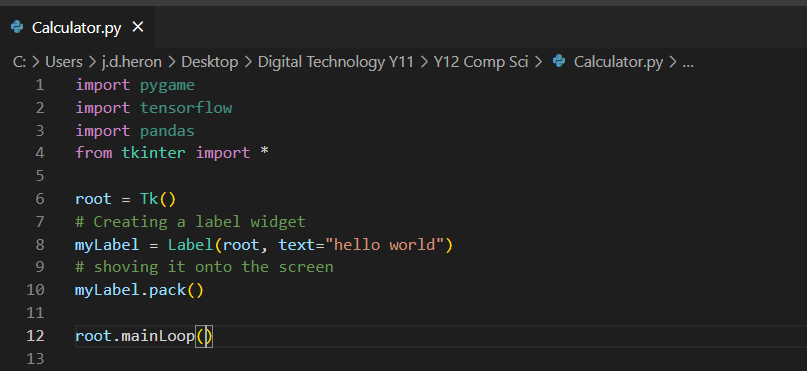 Calculator.py ×
C: > Users > j.d.heron > Desktop > Digital Technology Y11 > Y12 Comp Sci > Calculator.py > ...
1 import pygame
2 import tensorflow
3 import pandas
4 from tkinter import *
5
6 root = Tk()
7 # Creating a label widget
8 myLabel = Label(root, text="hello world")
9 # shoving it onto the screen
10 myLabel.pack()
11
12 root.mainLoop()
13